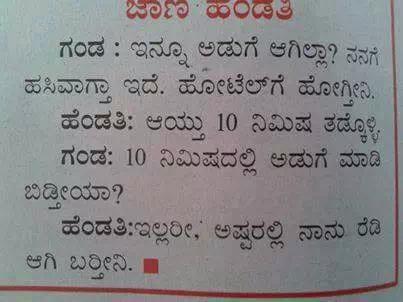 ಜಾಣ ಹೆಂಡತಿ
ಗಂಡ : ಇನ್ನೂ ಅಡುಗೆ ಆಗಿಲ್ಲಾ? ನನಗೆ
ಹಸಿವಾಗ್ತಾ ಇದೆ. ಹೋಟೆಲ್‌ಗೆ ಹೋಗ್ತೀನಿ.
ಹೆಂಡತಿ: ಆಯ್ತು 10 ನಿಮಿಷ ತಡ್ಕೊಳ್ಳಿ.
ಗಂಡ: 10 ನಿಮಿಷದಲ್ಲಿ ಅಡುಗೆ ಮಾಡಿ
ಬಿಡ್ತೀಯಾ?
ಹೆಂಡತಿ:ಇಲ್ಲರೀ, ಅಷ್ಟರಲ್ಲಿ ನಾನು ರೆಡಿ
ಆಗಿ ಬರ‍್ತೀನಿ.